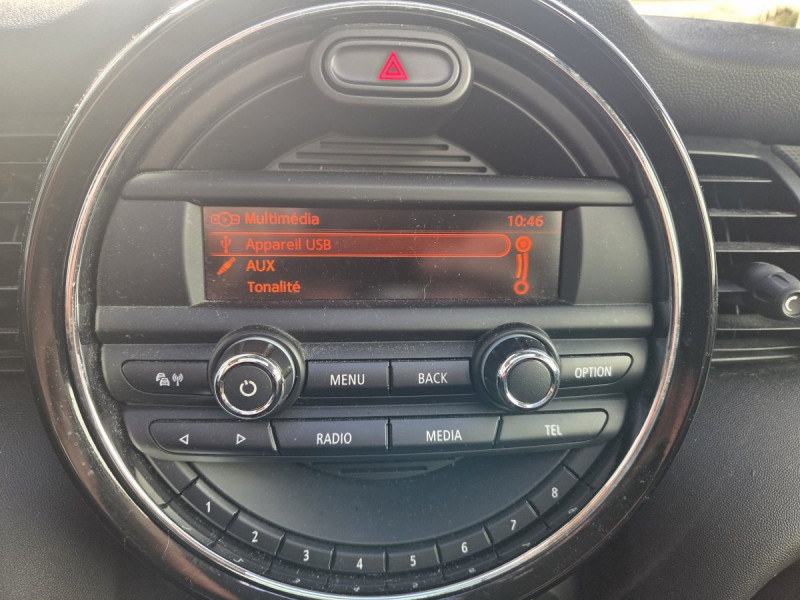 Multimédia 10:46
Appareil USB
AUX
Tonalité
MENU BACK OPTION
RADIO MEDIA TEL
1 2 3 4 5 6 7 8